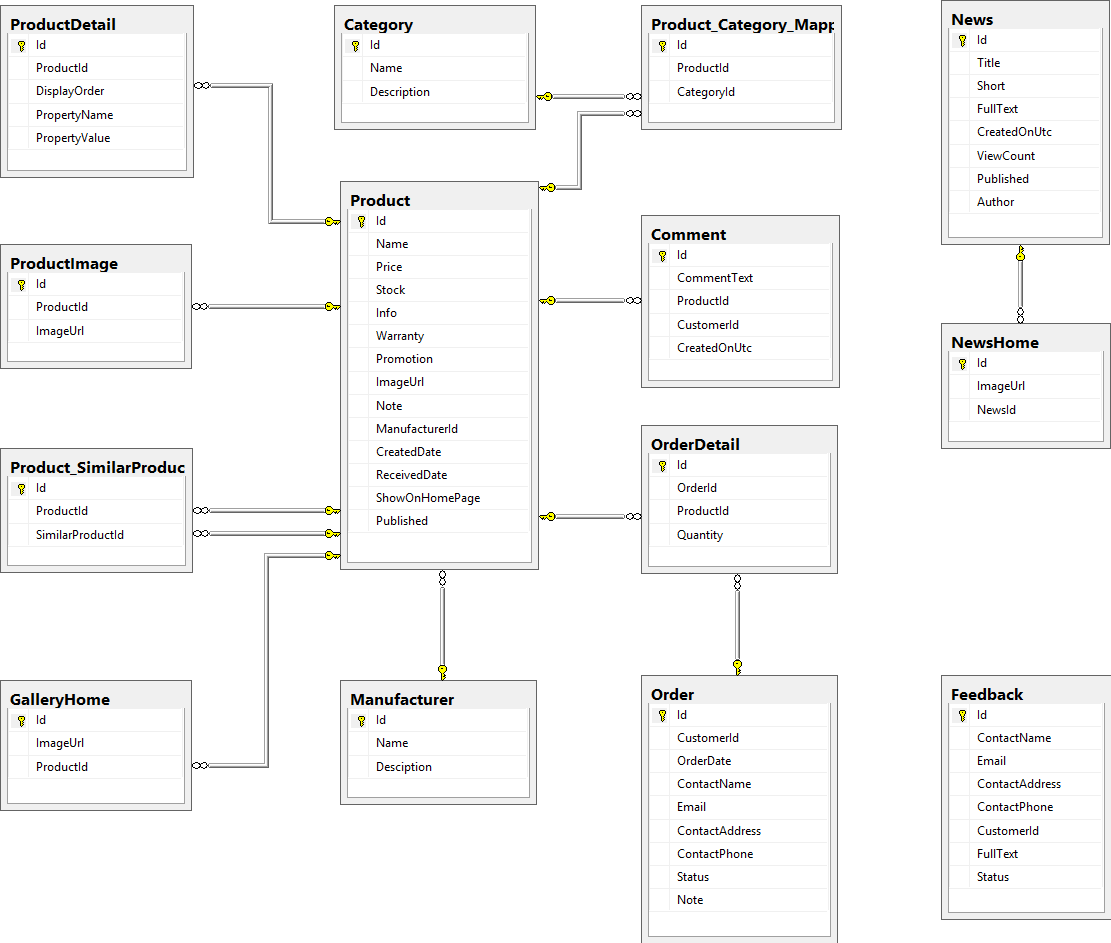 ProductDetail
Id
ProductId
DisplayOrder
PropertyName
PropertyValue
Category
Id
Name
Description
Product_Category_Mapp
Id
ProductId
CategoryId
News
Id
Title
Short
FullText
CreatedOnUtc
ViewCount
Published
Author
Product
Id
Name
Price
Stock
Info
Warranty
Promotion
ImageUrl
Note
ManufacturerId
CreatedDate
ReceivedDate
ShowOnHomePage
Published
ProductImage
Id
ProductId
ImageUrl
Comment
Id
CommentText
ProductId
CustomerId
CreatedOnUtc
NewsHome
Id
ImageUrl
NewsId
Product_SimilarProduc
Id
ProductId
SimilarProductId
OrderDetail
Id
OrderId
ProductId
Quantity
GalleryHome
Id
ImageUrl
ProductId
Manufacturer
Id
Name
Desciption
Order
Id
CustomerId
OrderDate
ContactName
Email
ContactAddress
ContactPhone
Status
Note
Feedback
Id
ContactName
Email
ContactAddress
ContactPhone
CustomerId
FullText
Status